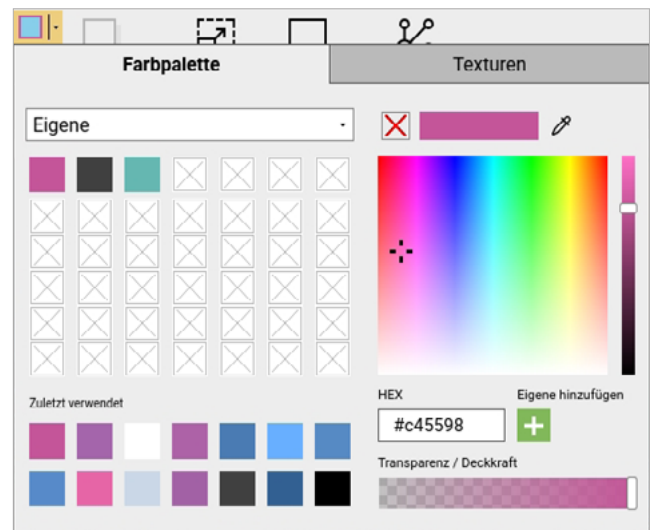 Farbpalette
Texturen
Eigene
Zuletzt verwendet
HEX
Eigene hinzufügen
#c45598
Transparenz / Deckkraft